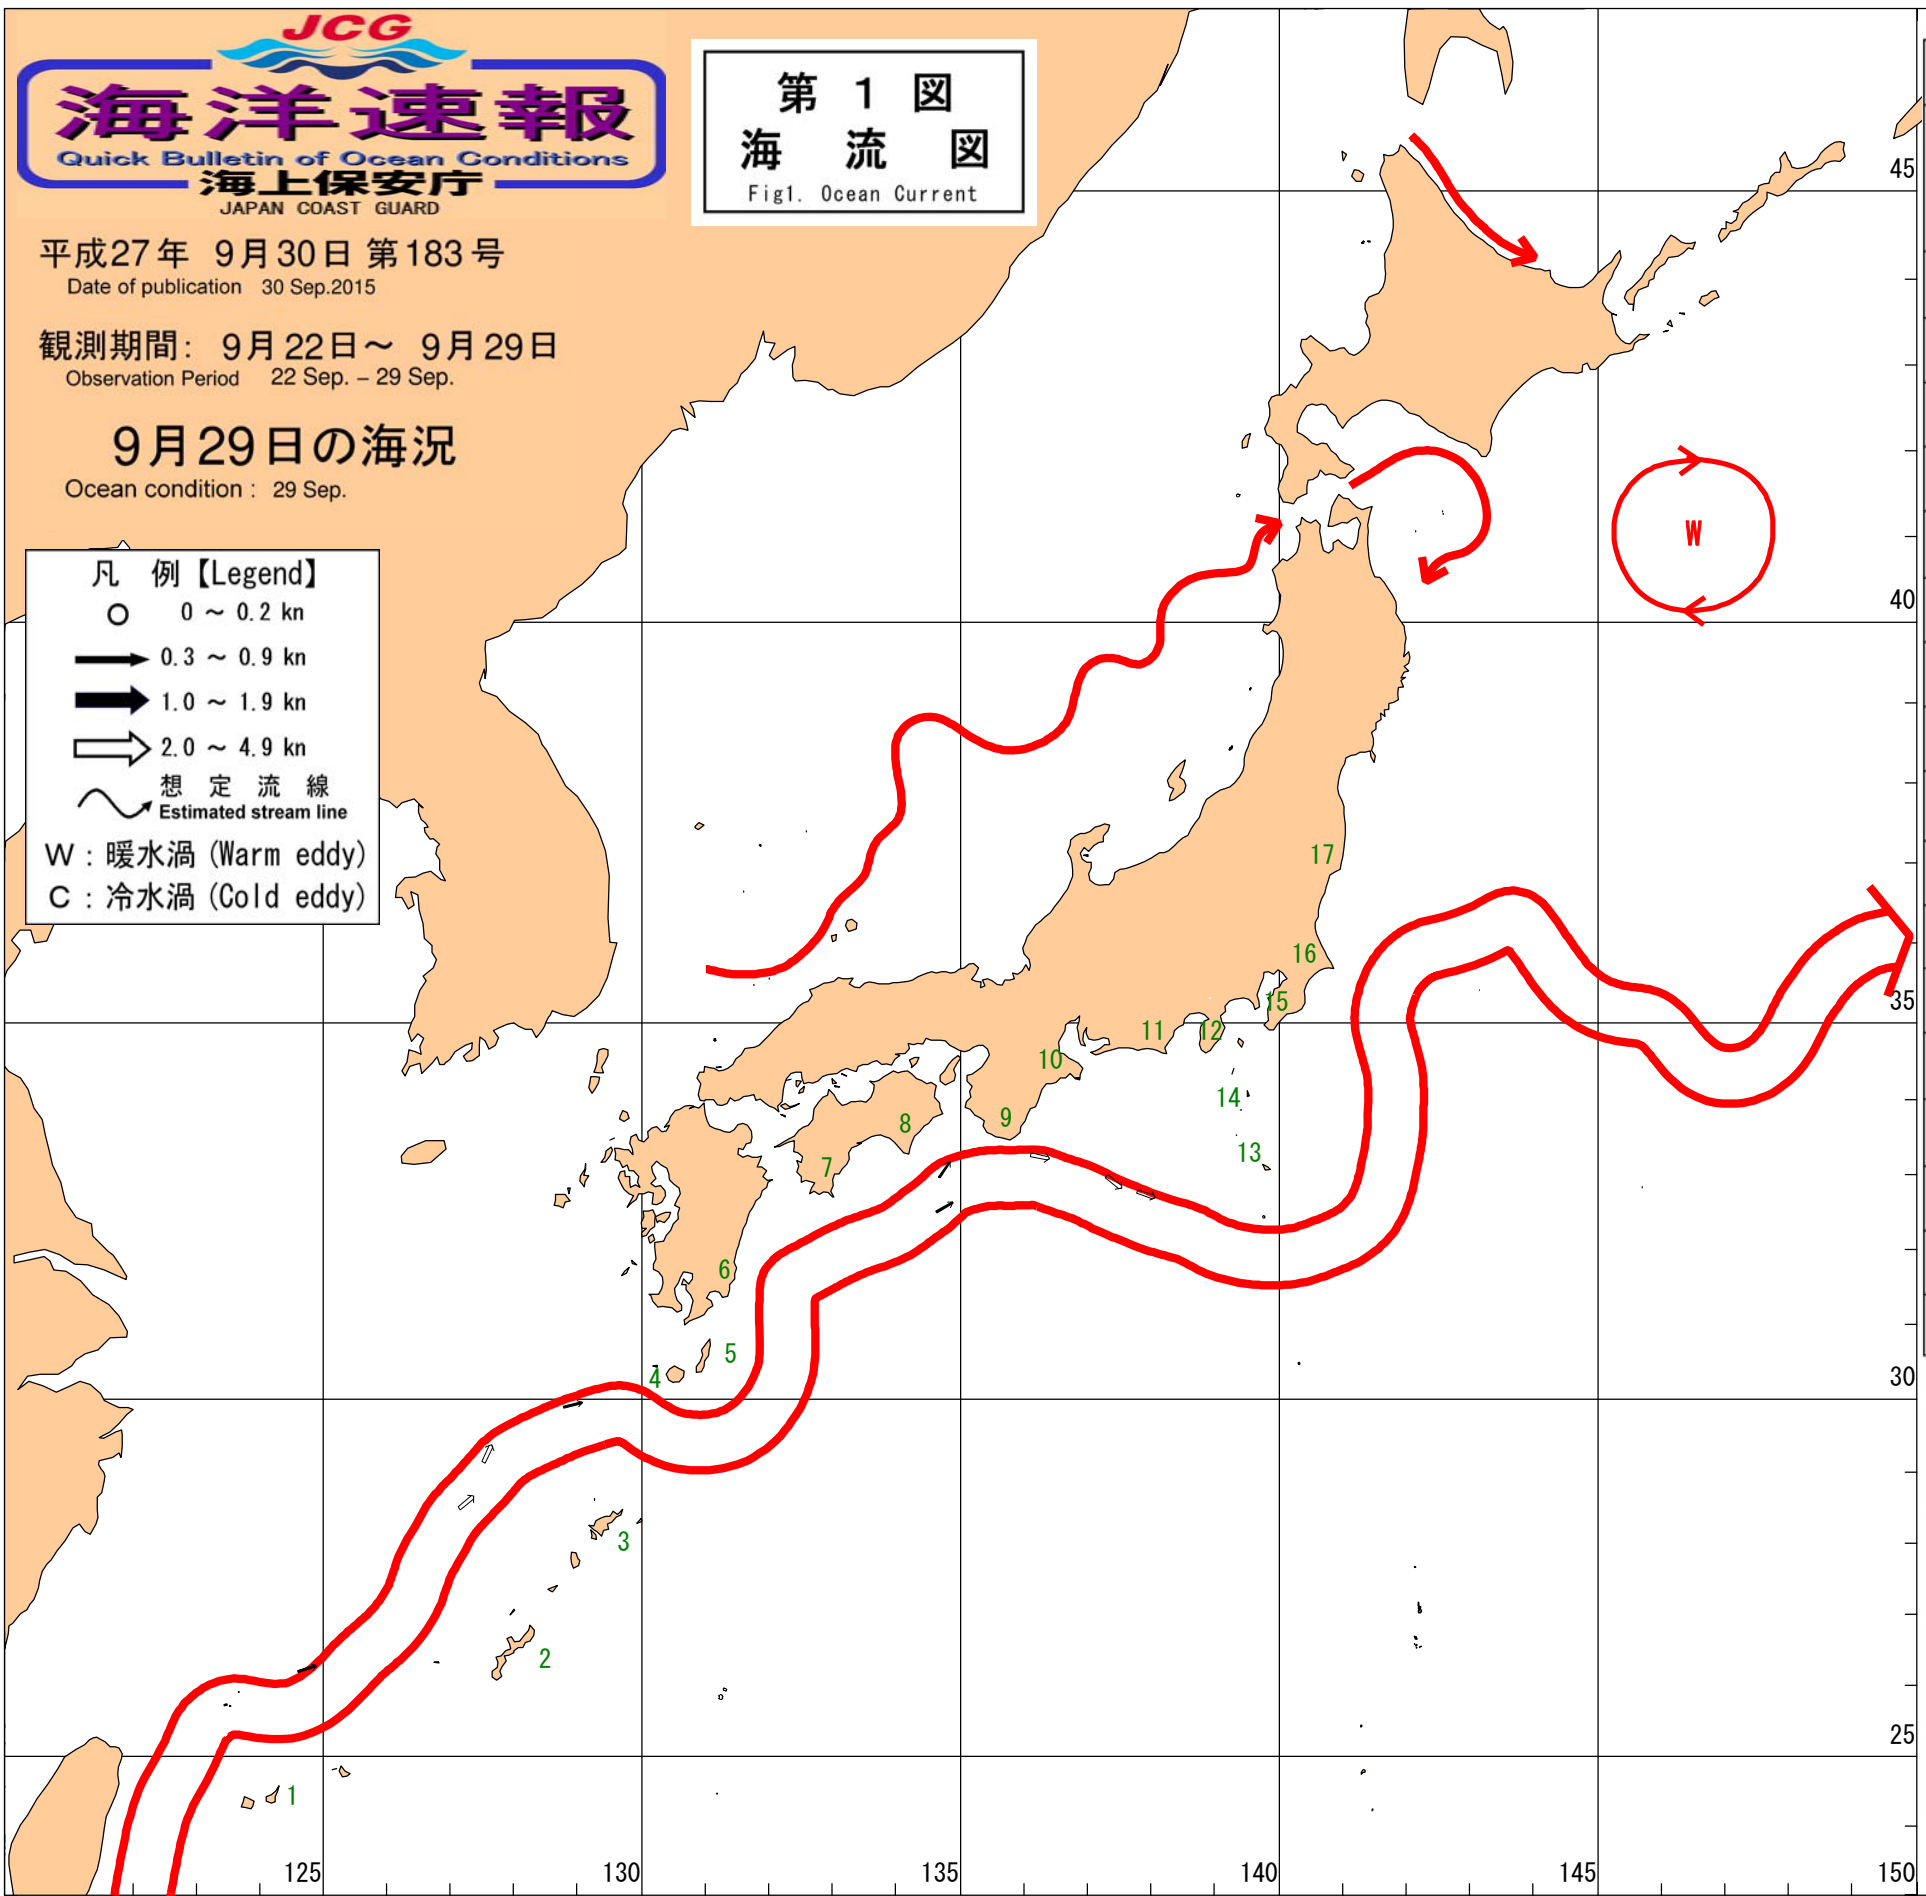 JCG
海洋速報
Quick Bulletin of Ocean Conditions
海上保安庁
JAPAN COAST GUARD
平成27年 9月30日 第183号
Date of publication 30 Sep.2015
観測期間: 9月22日～ 9月29日
Observation Period 22 Sep. – 29 Sep.
9月29日の海況
Ocean condition : 29 Sep.
第 1 図
海 流 図
Fig1. Ocean Current
凡 例【Legend】
0 ～ 0.2 kn
0.3 ～ 0.9 kn
1.0 ～ 1.9 kn
2.0 ～ 4.9 kn
想 定 流 線
Estimated stream line
W : 暖水渦 (Warm eddy)
C : 冷水渦 (Cold eddy)
45
W
40
17
16
35
15
12
11
10
14
9
8
13
7
6
5
4
30
3
2
25
1
125
130
135
140
145
150